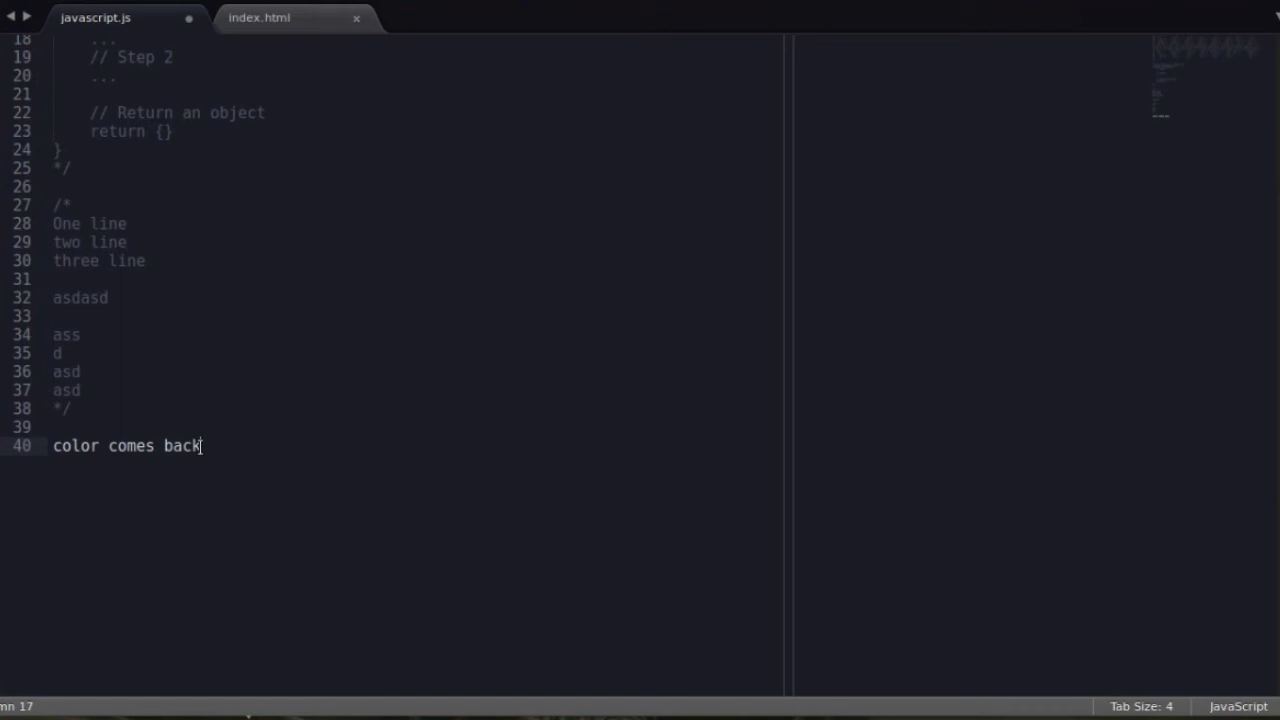 javascript.js
index.html
18 ...
19 // Step 2
20 ...
21
22 // Return an object
23 return {}
24 }
25 */
26
27 /*
28 One line
29 two line
30 three line
31
32 asdasd
33
34 ass
35 d
36 asd
37 asd
38 */
39
40 color comes back
mn 17
Tab Size: 4
JavaScript